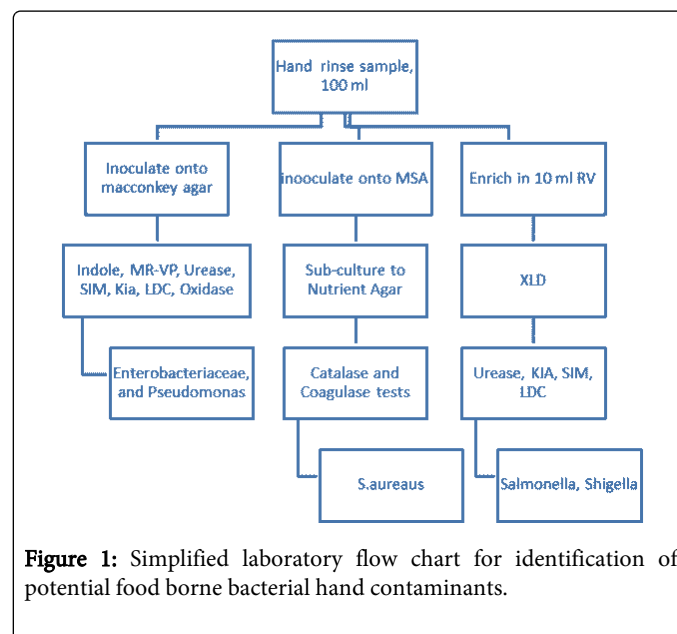 Hand rinse sample,
100 ml
Inoculate onto
macconkey agar
inooculate onto MSA
Enrich in 10 ml RV
Indole, MR-VP, Urease,
SIM, Kia, LDC, Oxidase
Sub-culture to
Nutrient Agar
XLD
Enterobacteriaceae,
and Pseudomonas
Catalase and
Coagulase tests
Urease, KIA, SIM,
LDC
S.aureaus
Salmonella, Shigella
Figure 1: Simplified laboratory flow chart for identification of
potential food borne bacterial hand contaminants.